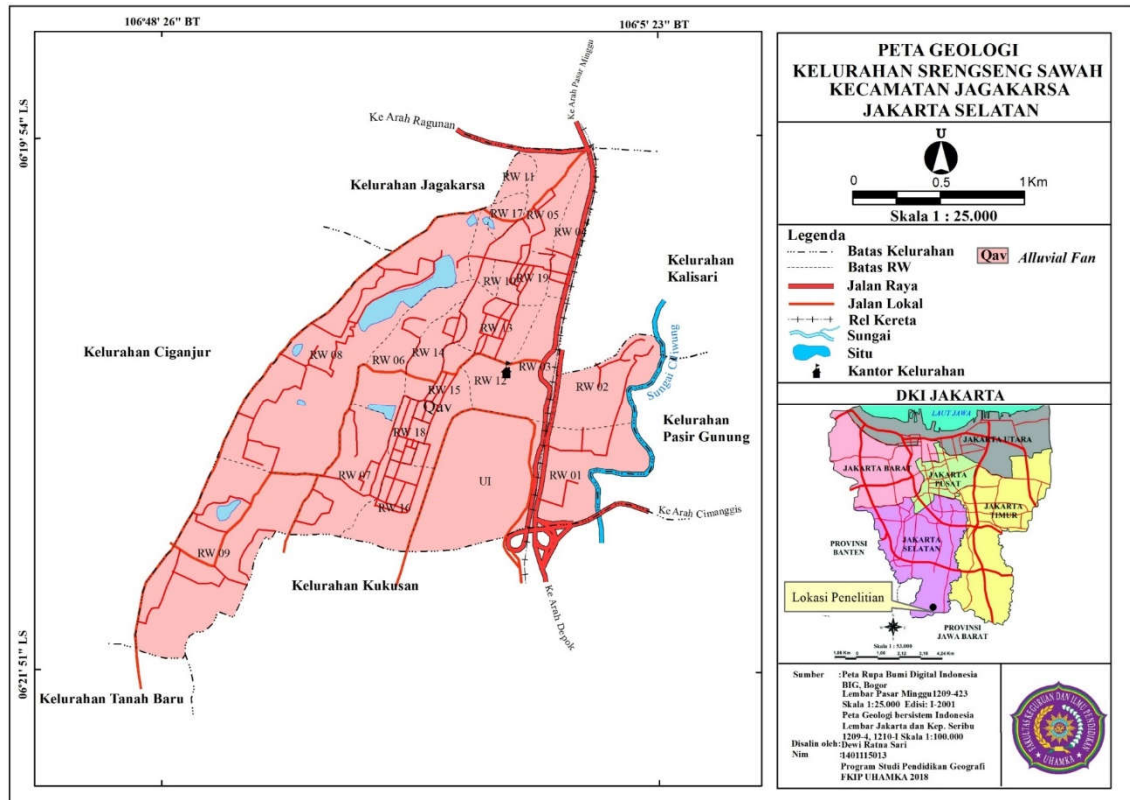 106°48' 26" BT
106°5' 23" BT
06°19' 54" LS
06°21' 51" LS
Ke Arah Pasar Minggu
Ke Arah Ragunan
Kelurahan Jagakarsa
RW 11
RW 17
RW 05
RW 04
Kelurahan
Kalisari
RW 10
RW 19
RW 13
Kelurahan Ciganjur
RW 08
RW 06
RW 14
RW 03
RW 12
RW 15
RW 02
Sungai Ciliwung
Qav
Kelurahan
Pasir Gunung
RW 18
RW 07
UI
RW 01
RW 16
Ke Arah Cimanggis
RW 09
Kelurahan Kukusan
Ke Arah Depok
Kelurahan Tanah Baru
PETA GEOLOGI
KELURAHAN SRENGSENG SAWAH
KECAMATAN JAGAKARSA
JAKARTA SELATAN
U
0 0.5 1 Km
Skala 1 : 25.000
Legenda
Batas Kelurahan
Batas RW
Jalan Raya
Jalan Lokal
Rel Kereta
Sungai
Situ
Kantor Kelurahan
Qav Alluvial Fan
DKI JAKARTA
LAUT JAWA
JAKARTA UTARA
JAKARTA BARAT
JAKARTA
PUSAT
JAKARTA
TIMUR
JAKARTA
SELATAN
PROVINSI
BANTEN
Lokasi Penelitian
PROVINSI
JAWA BARAT
Skala 1 : 53.000
Sumber :Peta Rupa Bumi Digital Indonesia
BIG, Bogor
Lembar Pasar Minggu1209-423
Skala 1:25.000 Edisi: I-2001
Peta Geologi bersistem Indonesia
Lembar Jakarta dan Kep. Seribu
1209-4, 1210-I Skala 1:100.000
Disalin oleh:Dewi Ratna Sari
Nim :1401115013
Program Studi Pendidikan Geografi
FKIP UHAMKA 2018
FAKULTAS KEGURUAN DAN ILMU PENDIDIKAN
UHAMKA